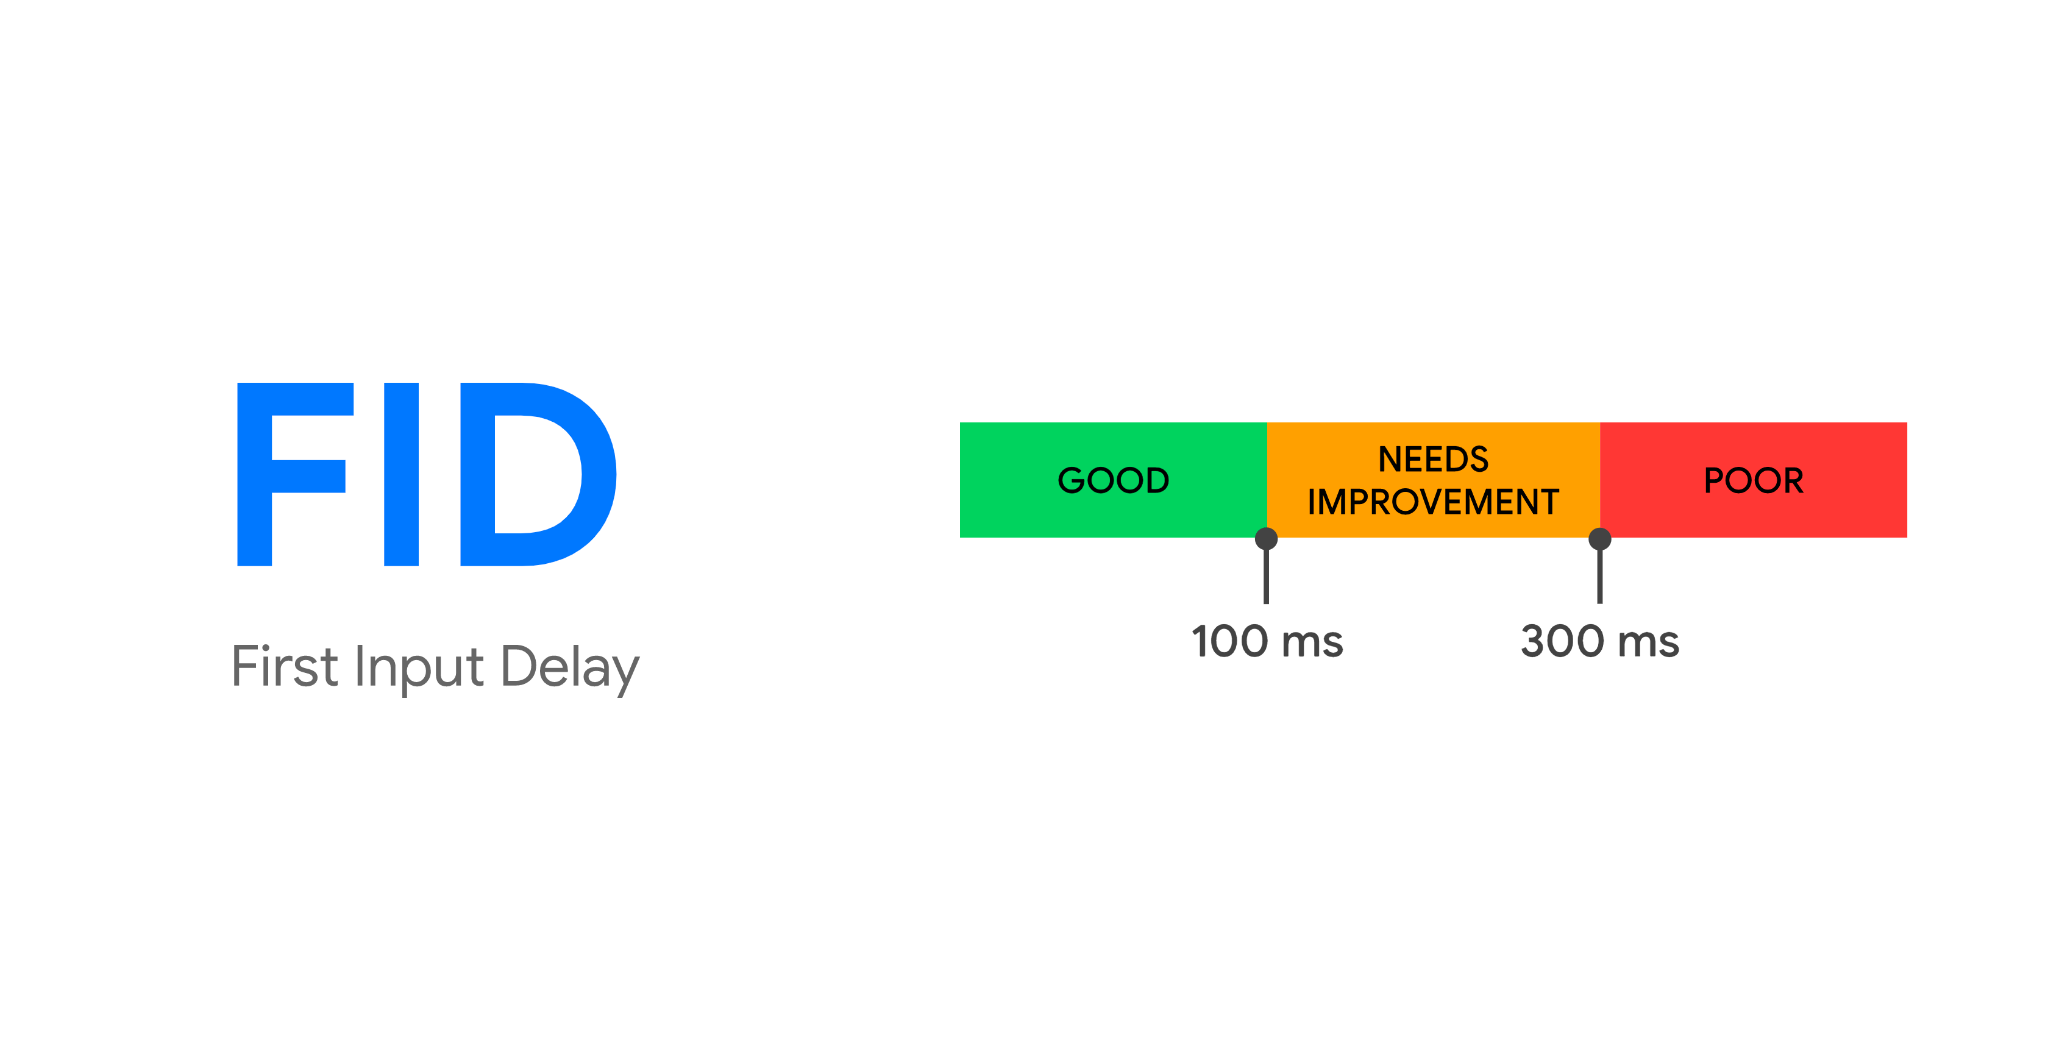 FID
First Input Delay
GOOD
NEEDS
IMPROVEMENT
POOR
100 ms
300 ms